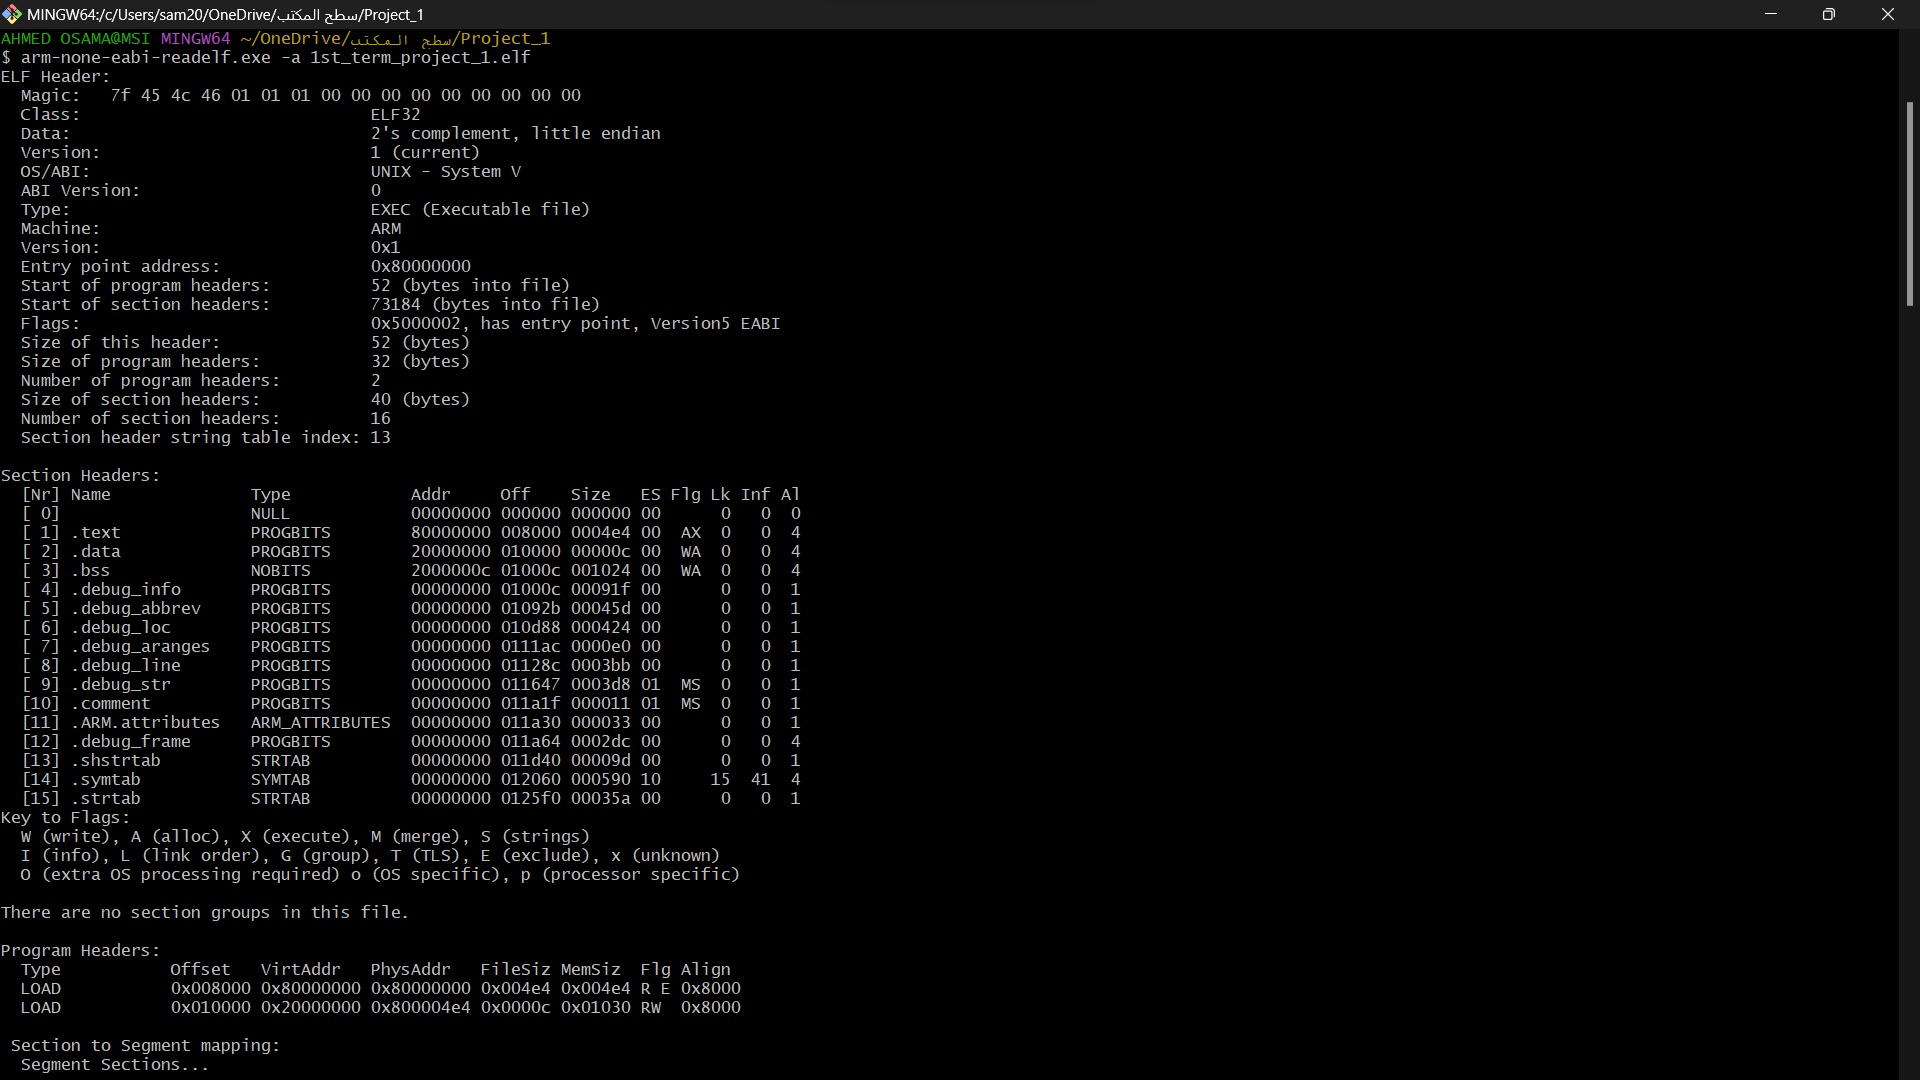 MINGW64:/c/Users/sam20/OneDrive/سطح المكتب/Project_1
AHMED OSAMA@MSI MINGW64 ~/OneDrive/سطح المكتب/Project_1
$ arm-none-eabi-readelf.exe -a 1st_term_project_1.elf
ELF Header:
  Magic:   7f 45 4c 46 01 01 01 00 00 00 00 00 00 00 00 00
  Class:                             ELF32
  Data:                              2's complement, little endian
  Version:                           1 (current)
  OS/ABI:                            UNIX - System V
  ABI Version:                       0
  Type:                              EXEC (Executable file)
  Machine:                           ARM
  Version:                           0x1
  Entry point address:               0x80000000
  Start of program headers:          52 (bytes into file)
  Start of section headers:          73184 (bytes into file)
  Flags:                             0x5000002, has entry point, Version5 EABI
  Size of this header:               52 (bytes)
  Size of program headers:           32 (bytes)
  Number of program headers:         2
  Size of section headers:           40 (bytes)
  Number of section headers:         16
  Section header string table index: 13
Section Headers:
  [Nr] Name              Type            Addr     Off    Size   ES Flg Lk Inf Al
  [ 0]                   NULL            00000000 000000 000000 00      0   0  0
  [ 1] .text             PROGBITS        80000000 008000 0004e4 00  AX  0   0  4
  [ 2] .data             PROGBITS        20000000 010000 00000c 00  WA  0   0  4
  [ 3] .bss              NOBITS          2000000c 01000c 001024 00  WA  0   0  4
  [ 4] .debug_info       PROGBITS        00000000 01000c 00091f 00      0   0  1
  [ 5] .debug_abbrev     PROGBITS        00000000 01092b 00045d 00      0   0  1
  [ 6] .debug_loc        PROGBITS        00000000 010d88 000424 00      0   0  1
  [ 7] .debug_aranges    PROGBITS        00000000 0111ac 0000e0 00      0   0  1
  [ 8] .debug_line       PROGBITS        00000000 01128c 0003bb 00      0   0  1
  [ 9] .debug_str        PROGBITS        00000000 011647 0003d8 01  MS  0   0  1
  [10] .comment          PROGBITS        00000000 011a1f 000011 01  MS  0   0  1
  [11] .ARM.attributes   ARM_ATTRIBUTES  00000000 011a30 000033 00      0   0  1
  [12] .debug_frame      PROGBITS        00000000 011a64 0002dc 00      0   0  4
  [13] .shstrtab         STRTAB          00000000 011d40 00009d 00      0   0  1
  [14] .symtab           SYMTAB          00000000 012060 000590 10     15  41  4
  [15] .strtab           STRTAB          00000000 0125f0 00035a 00      0   0  1
Key to Flags:
  W (write), A (alloc), X (execute), M (merge), S (strings)
  I (info), L (link order), G (group), T (TLS), E (exclude), x (unknown)
  O (extra OS processing required) o (OS specific), p (processor specific)
There are no section groups in this file.
Program Headers:
  Type           Offset   VirtAddr   PhysAddr   FileSiz MemSiz  Flg Align
  LOAD           0x008000 0x80000000 0x80000000 0x004e4 0x004e4 R E 0x8000
  LOAD           0x010000 0x20000000 0x800004e4 0x0000c 0x01030 RW  0x8000
 Section to Segment mapping:
  Segment Sections...